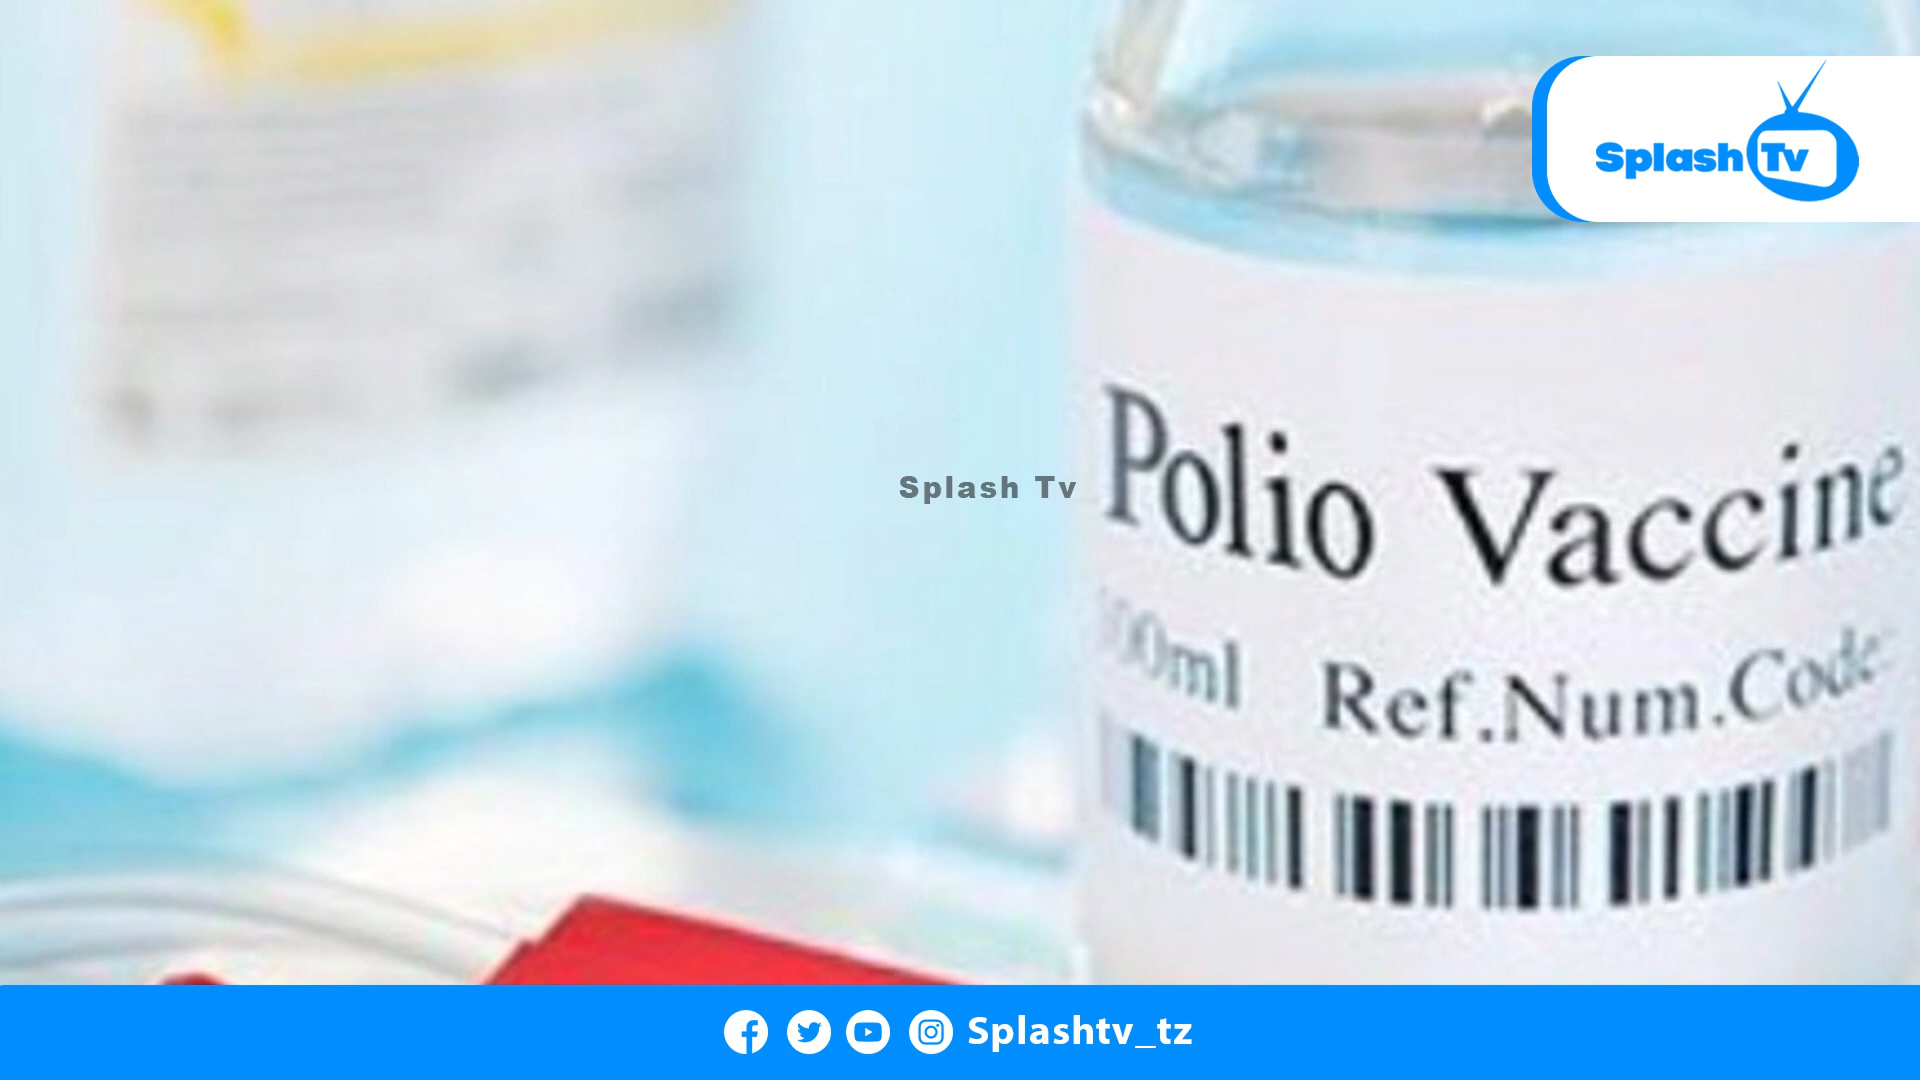 Splash Tv
Splash Tv
Polio Vaccine
Ref.Num.Code
Splashtv_tz